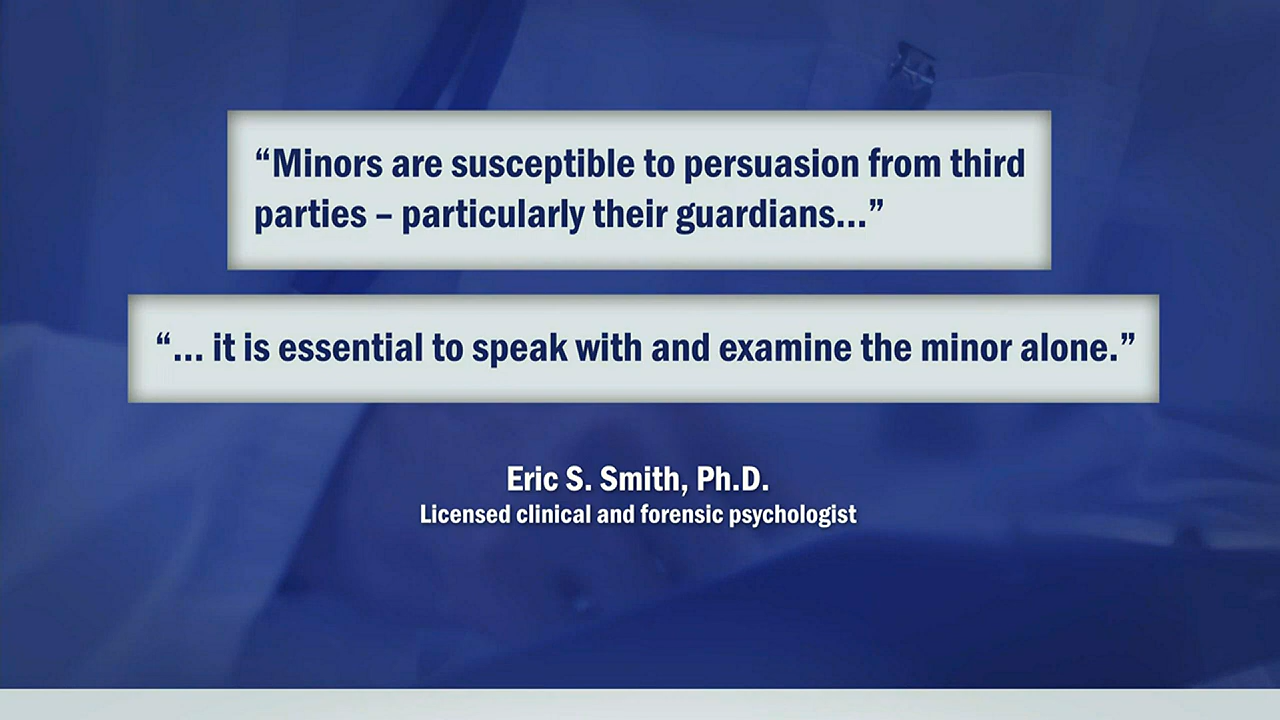 “Minors are susceptible to persuasion from third
parties – particularly their guardians...”
“... it is essential to speak with and examine the minor alone.”
Eric S. Smith, Ph.D.
Licensed clinical and forensic psychologist